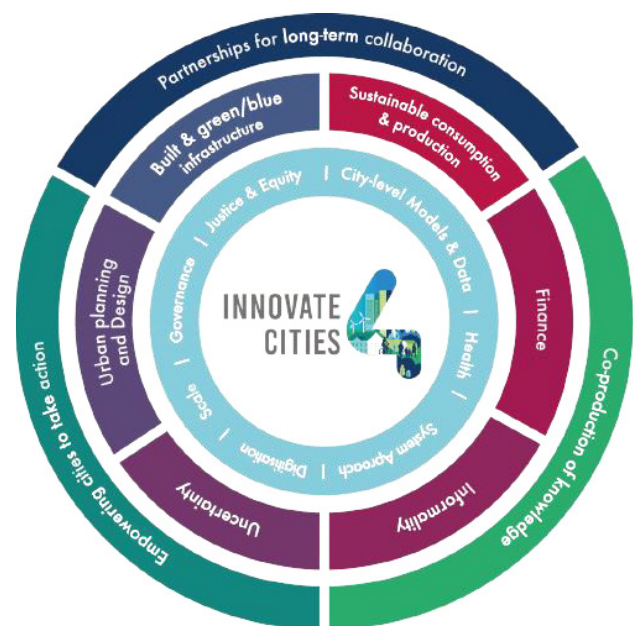 Partnerships for long-term collaboration
Co-production of knowledge
Empowering cities to take action
Built & green/blue
infrastructure
Sustainable consumption
& production
Finance
Informality
Uncertainty
Urban planning
and Design
Justice & Equity | City-level Models & Data | Health | System Aproach | Digitisation | Scale | Governance |
INNOVATE 4
CITIES